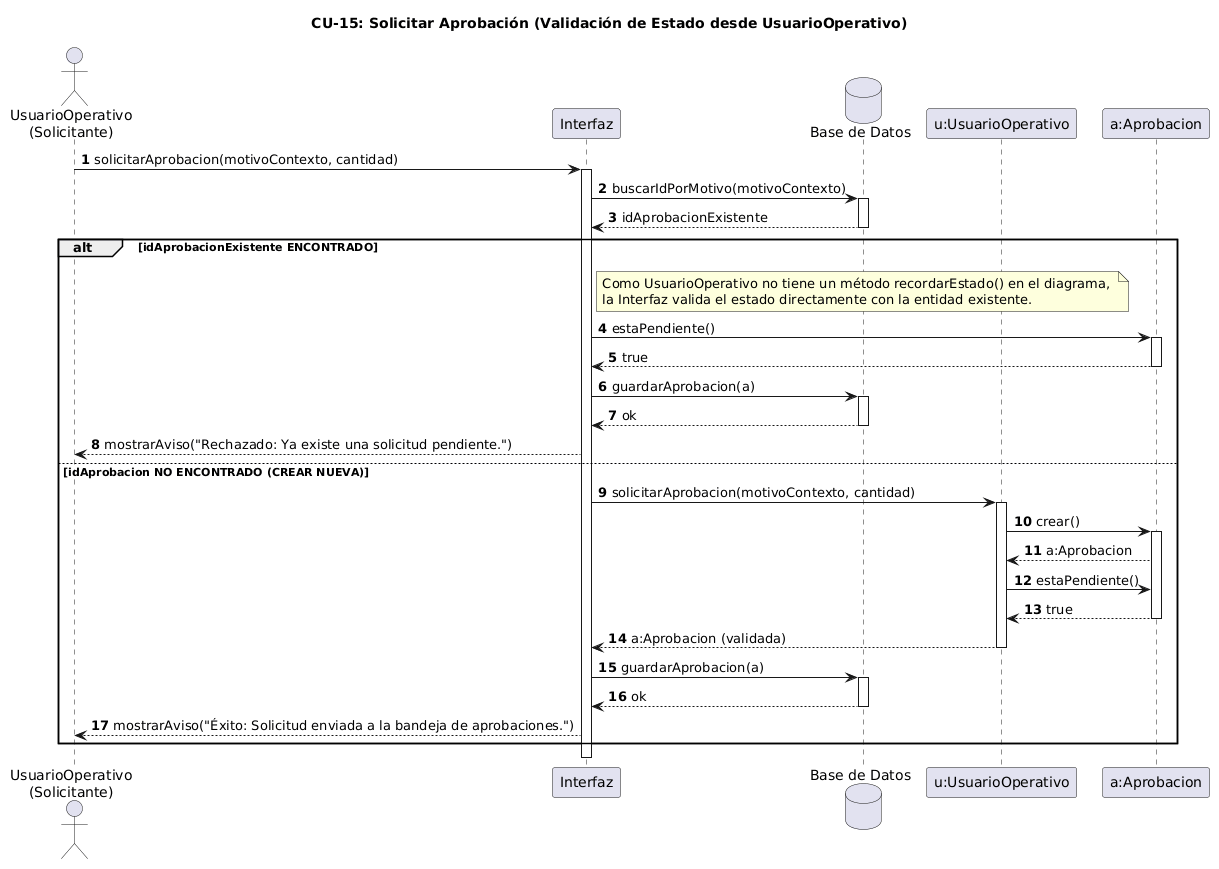 CU-15: Solicitar Aprobación (Validación de Estado desde UsuarioOperativo)
UsuarioOperativo
(Solicitante)
Interfaz
Base de Datos
u:UsuarioOperativo
a:Aprobacion
1 solicitarAprobacion(motivoContexto, cantidad)
2 buscarIdPorMotivo(motivoContexto)
3 idAprobacionExistente
alt [idAprobacionExistente ENCONTRADO]
Como UsuarioOperativo no tiene un método recordarEstado() en el diagrama,
la Interfaz valida el estado directamente con la entidad existente.
4 estaPendiente()
5 true
6 guardarAprobacion(a)
7 ok
8 mostrarAviso("Rechazado: Ya existe una solicitud pendiente.")
[idAprobacion NO ENCONTRADO (CREAR NUEVA)]
9 solicitarAprobacion(motivoContexto, cantidad)
10 crear()
11 a:Aprobacion
12 estaPendiente()
13 true
14 a:Aprobacion (validada)
15 guardarAprobacion(a)
16 ok
17 mostrarAviso("Éxito: Solicitud enviada a la bandeja de aprobaciones.")
UsuarioOperativo
(Solicitante)
Interfaz
Base de Datos
u:UsuarioOperativo
a:Aprobacion